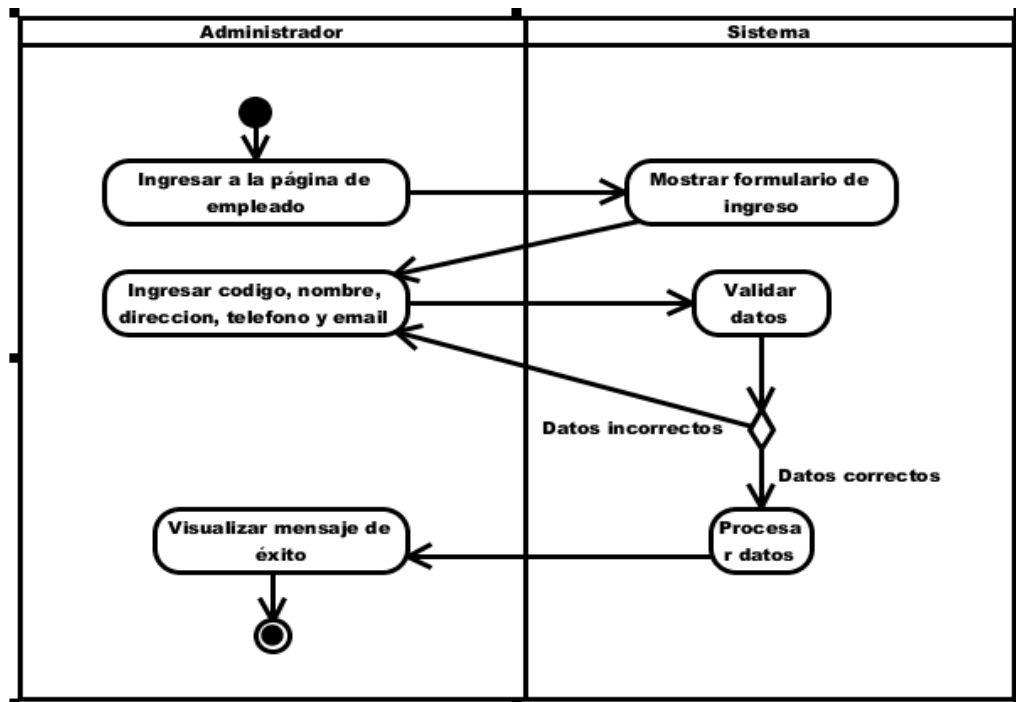 Administrador
Sistema
Ingresar a la página de
empleado
Mostrar formulario de
ingreso
Ingresar codigo, nombre,
direccion, telefono y email
Validar
datos
Datos incorrectos
Datos correctos
Procesa
r datos
Visualizar mensaje de
éxito